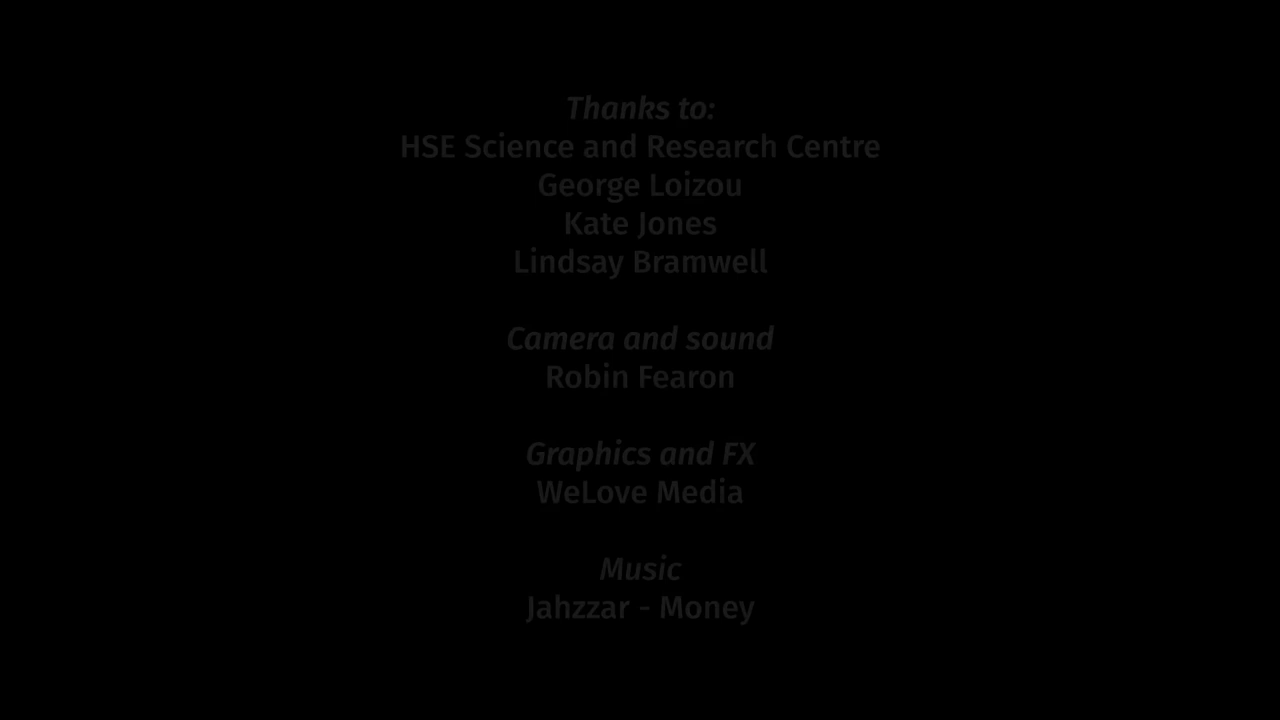 Thanks to:
HSE Science and Research Centre
George Loizou
Kate Jones
Lindsay Bramwell
Camera and sound
Robin Fearon
Graphics and FX
WeLove Media
Music
Jahzzar - Money